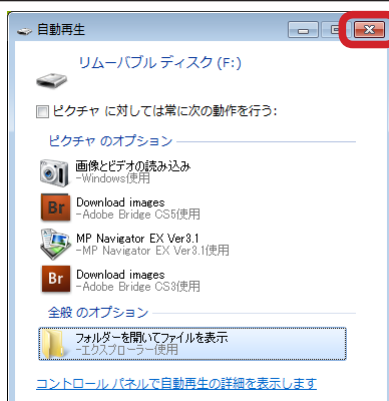 自動再生
リムーバブル ディスク (F:)
ピクチャ に対しては常に次の動作を行う:
ピクチャ のオプション
画像とビデオの読み込み
-Windows使用
Br
Download images
-Adobe Bridge CS5使用
MP Navigator EX Ver3.1
-MP Navigator EX Ver3.1使用
Br
Download images
-Adobe Bridge CS3使用
全般 のオプション
フォルダーを開いてファイルを表示
-エクスプローラー使用
コントロール パネルで自動再生の詳細を表示します